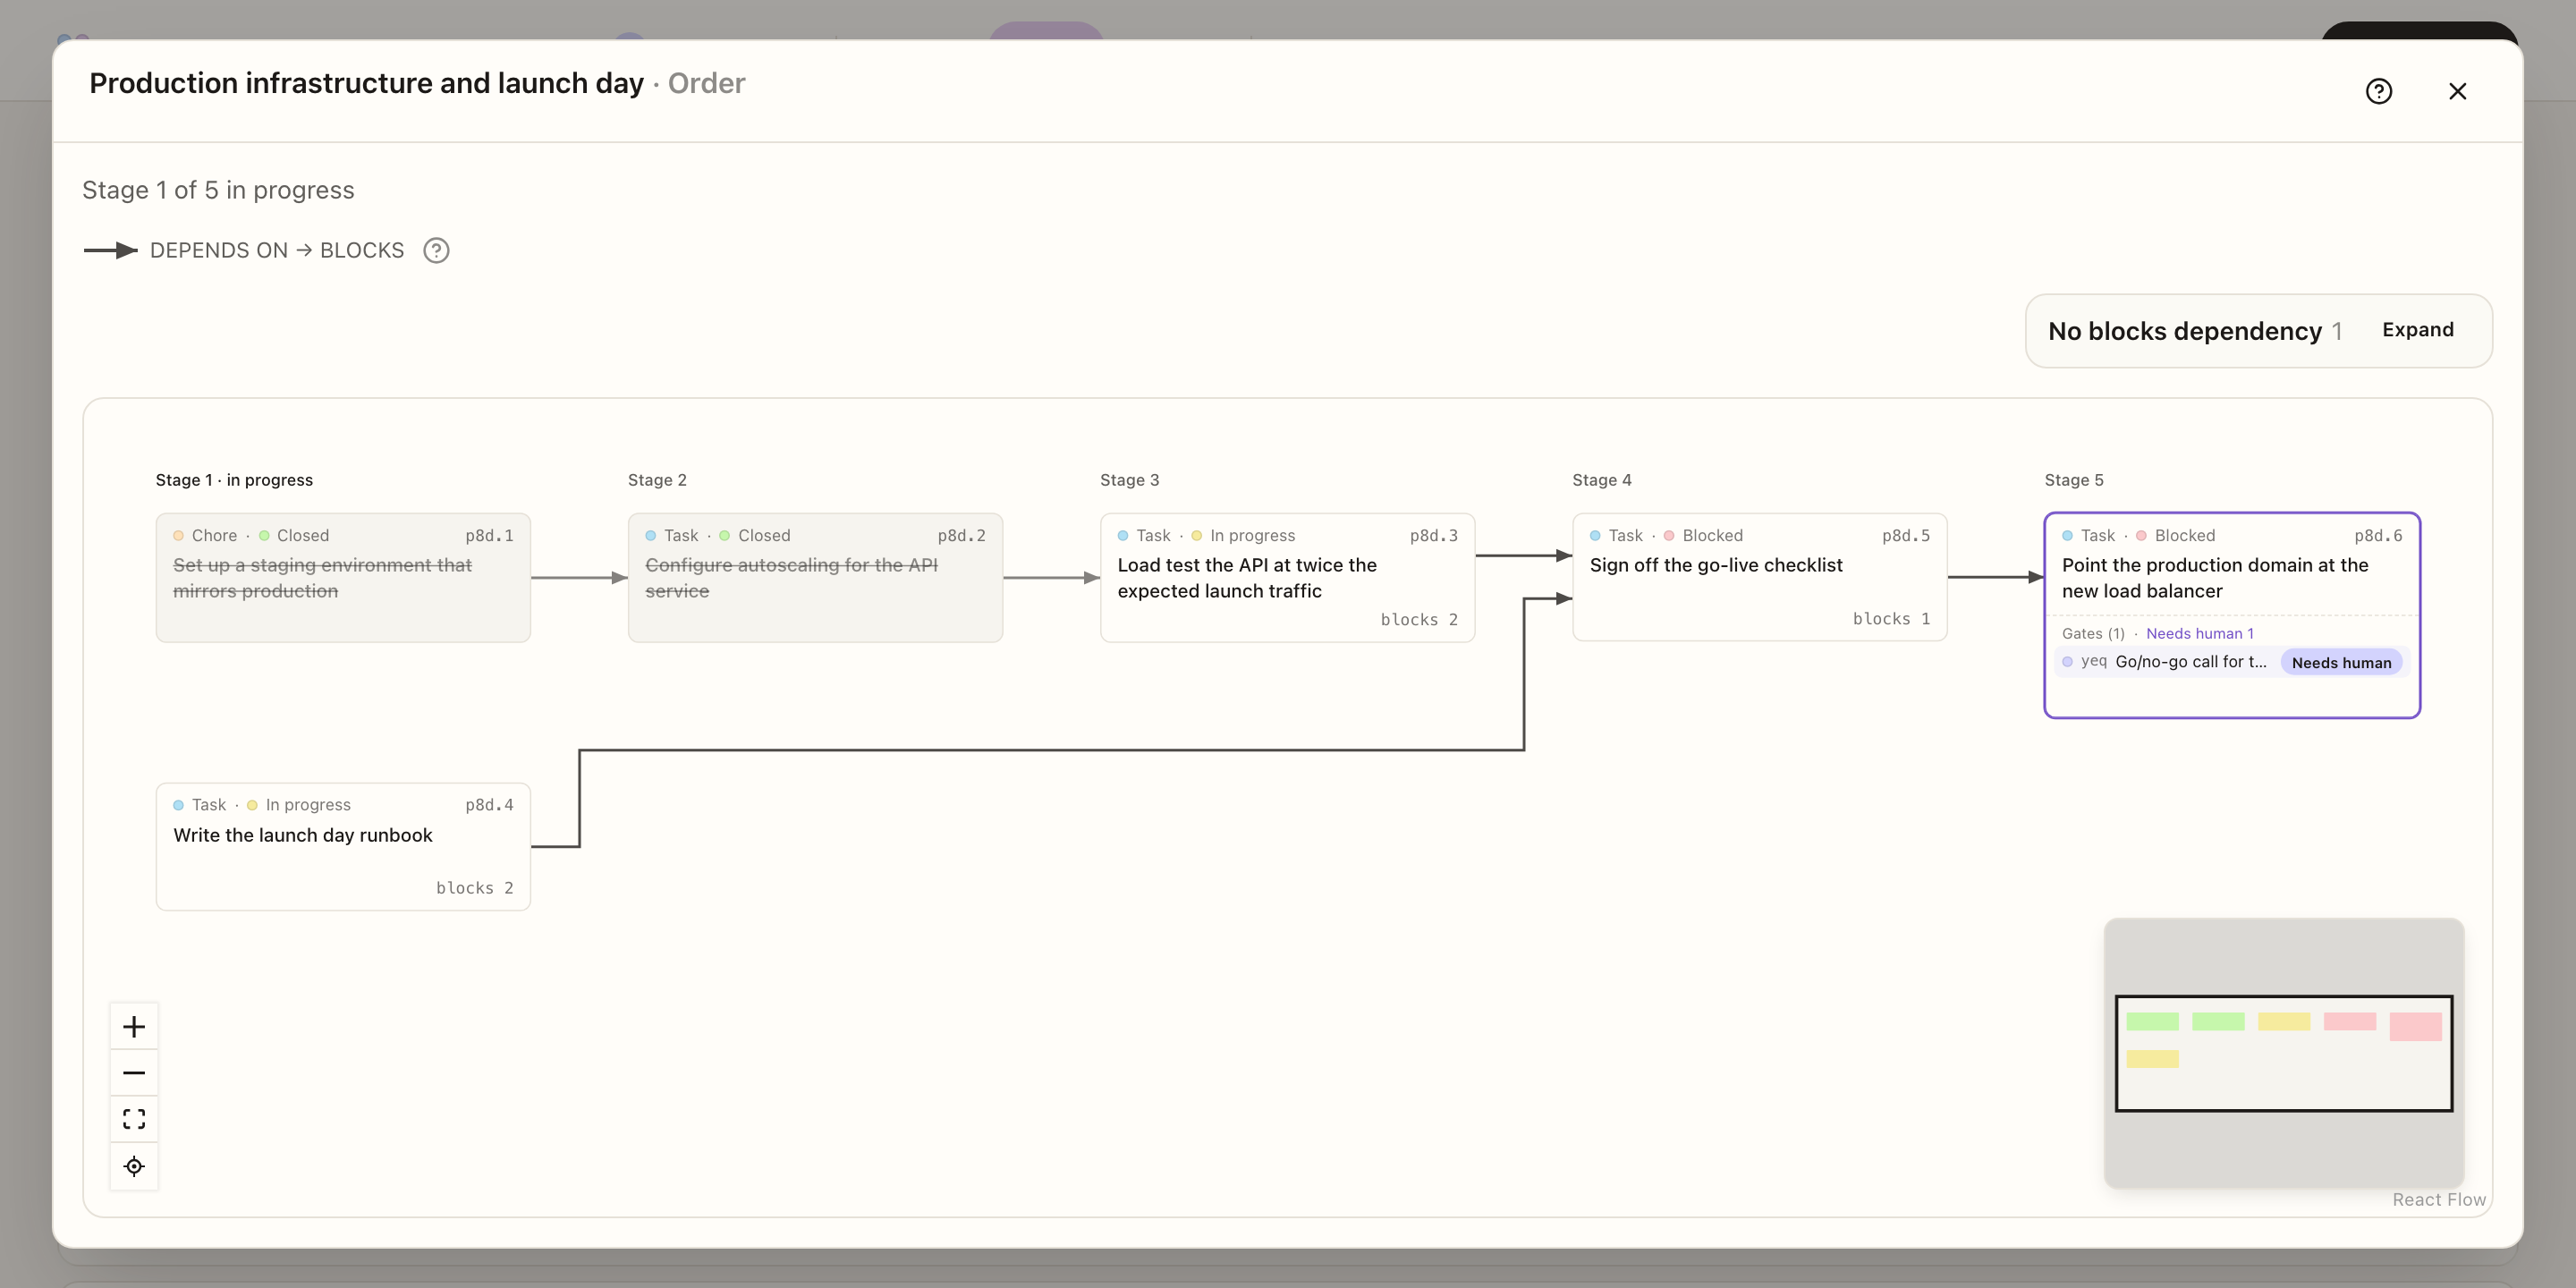 Production infrastructure and launch day · Order
Stage 1 of 5 in progress
DEPENDS ON → BLOCKS
No blocks dependency 1 Expand
Stage 1 · in progress
Chore · Closed p8d.1
Set up a staging environment that
mirrors production
Stage 2
Task · Closed p8d.2
Configure autoscaling for the API
service
Stage 3
Task · In progress p8d.3
Load test the API at twice the
expected launch traffic
blocks 2
Stage 4
Task · Blocked p8d.5
Sign off the go-live checklist
blocks 1
Stage 5
Task · Blocked p8d.6
Point the production domain at the
new load balancer
Gates (1) · Needs human 1
yeq Go/no-go call for t... Needs human
Task · In progress p8d.4
Write the launch day runbook
blocks 2
React Flow